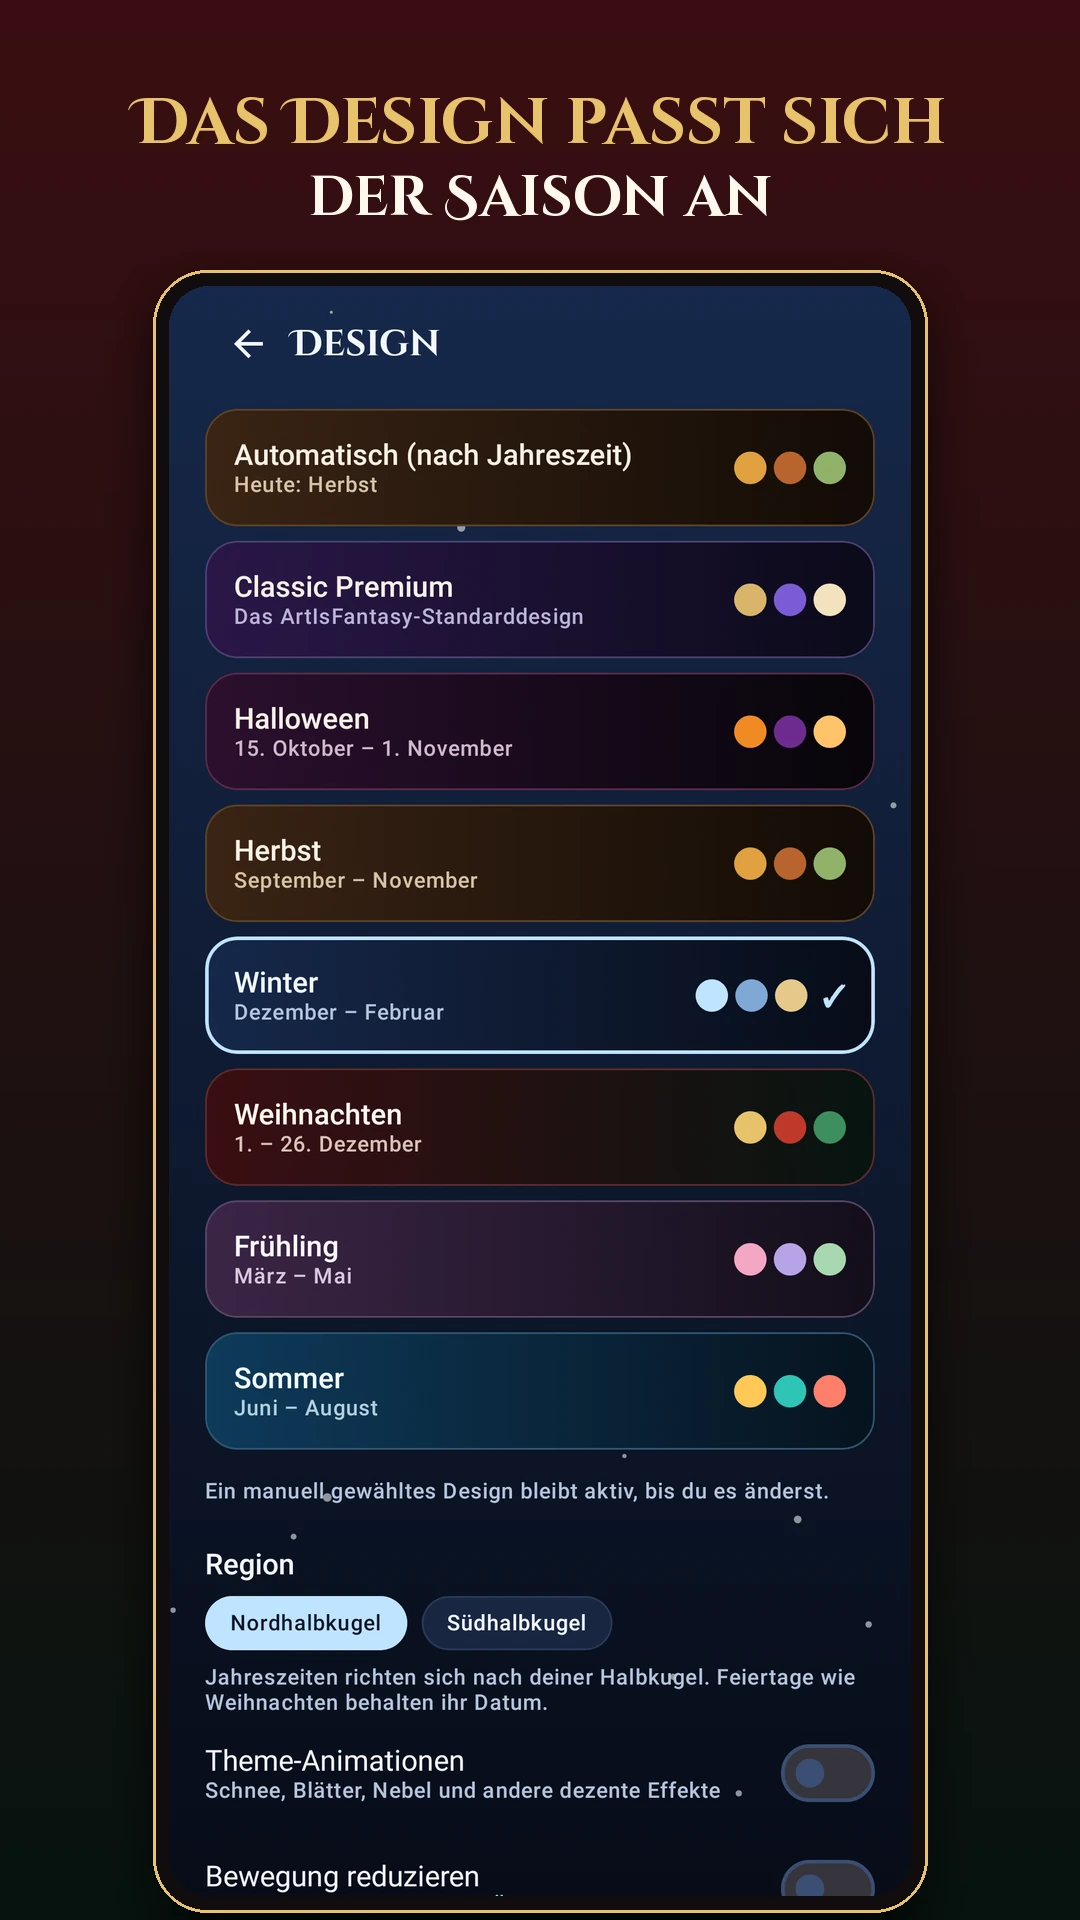 Das Design passt sich
der Saison an
Design
Automatisch (nach Jahreszeit)
Heute: Herbst
Classic Premium
Das ArtIsFantasy-Standarddesign
Halloween
15. Oktober – 1. November
Herbst
September – November
Winter
Dezember – Februar
Weihnachten
1. – 26. Dezember
Frühling
März – Mai
Sommer
Juni – August
Ein manuell gewähltes Design bleibt aktiv, bis du es änderst.
Region
Nordhalbkugel
Südhalbkugel
Jahreszeiten richten sich nach deiner Halbkugel. Feiertage wie
Weihnachten behalten ihr Datum.
Theme-Animationen
Schnee, Blätter, Nebel und andere dezente Effekte
Bewegung reduzieren